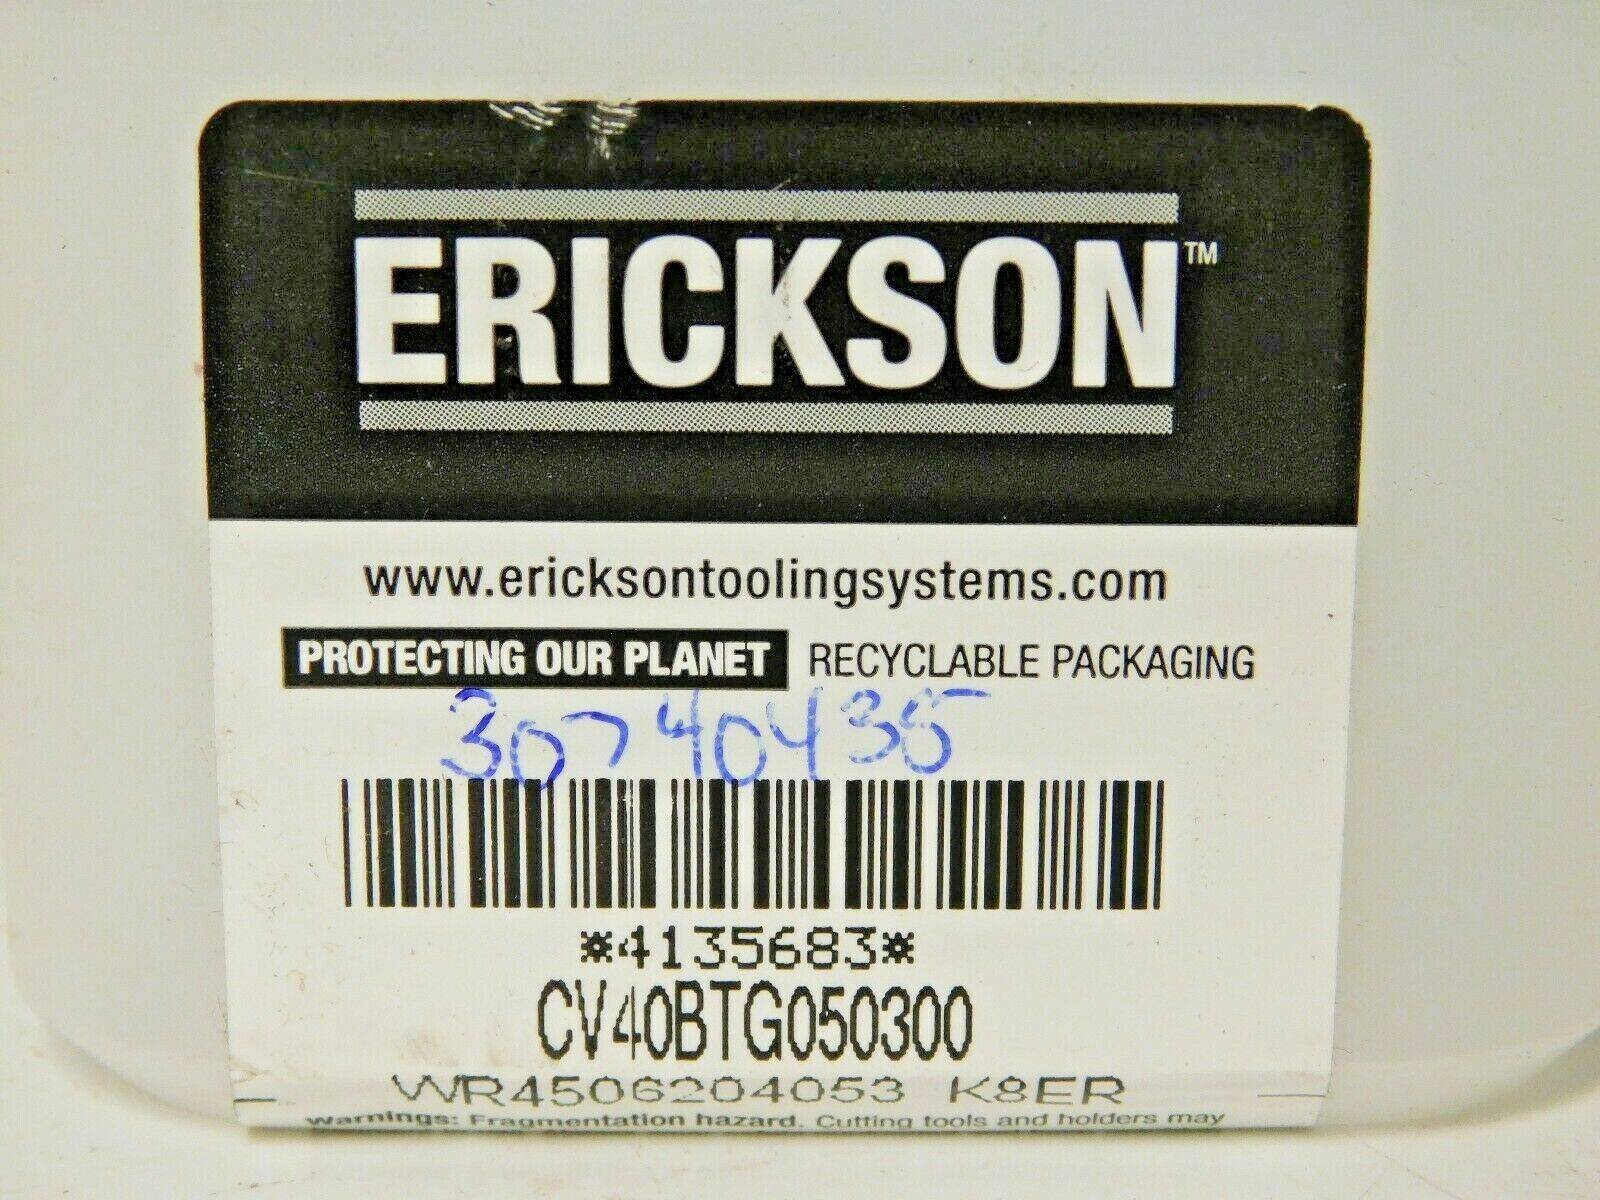 ERICKSON™
www.ericksontoolingsystems.com
PROTECTING OUR PLANET RECYCLABLE PACKAGING
30740435
*4135683*
CV40BTG050300
WR4506204053 K8ER
warnings: Fragmentation hazard. Cutting tools and holders may